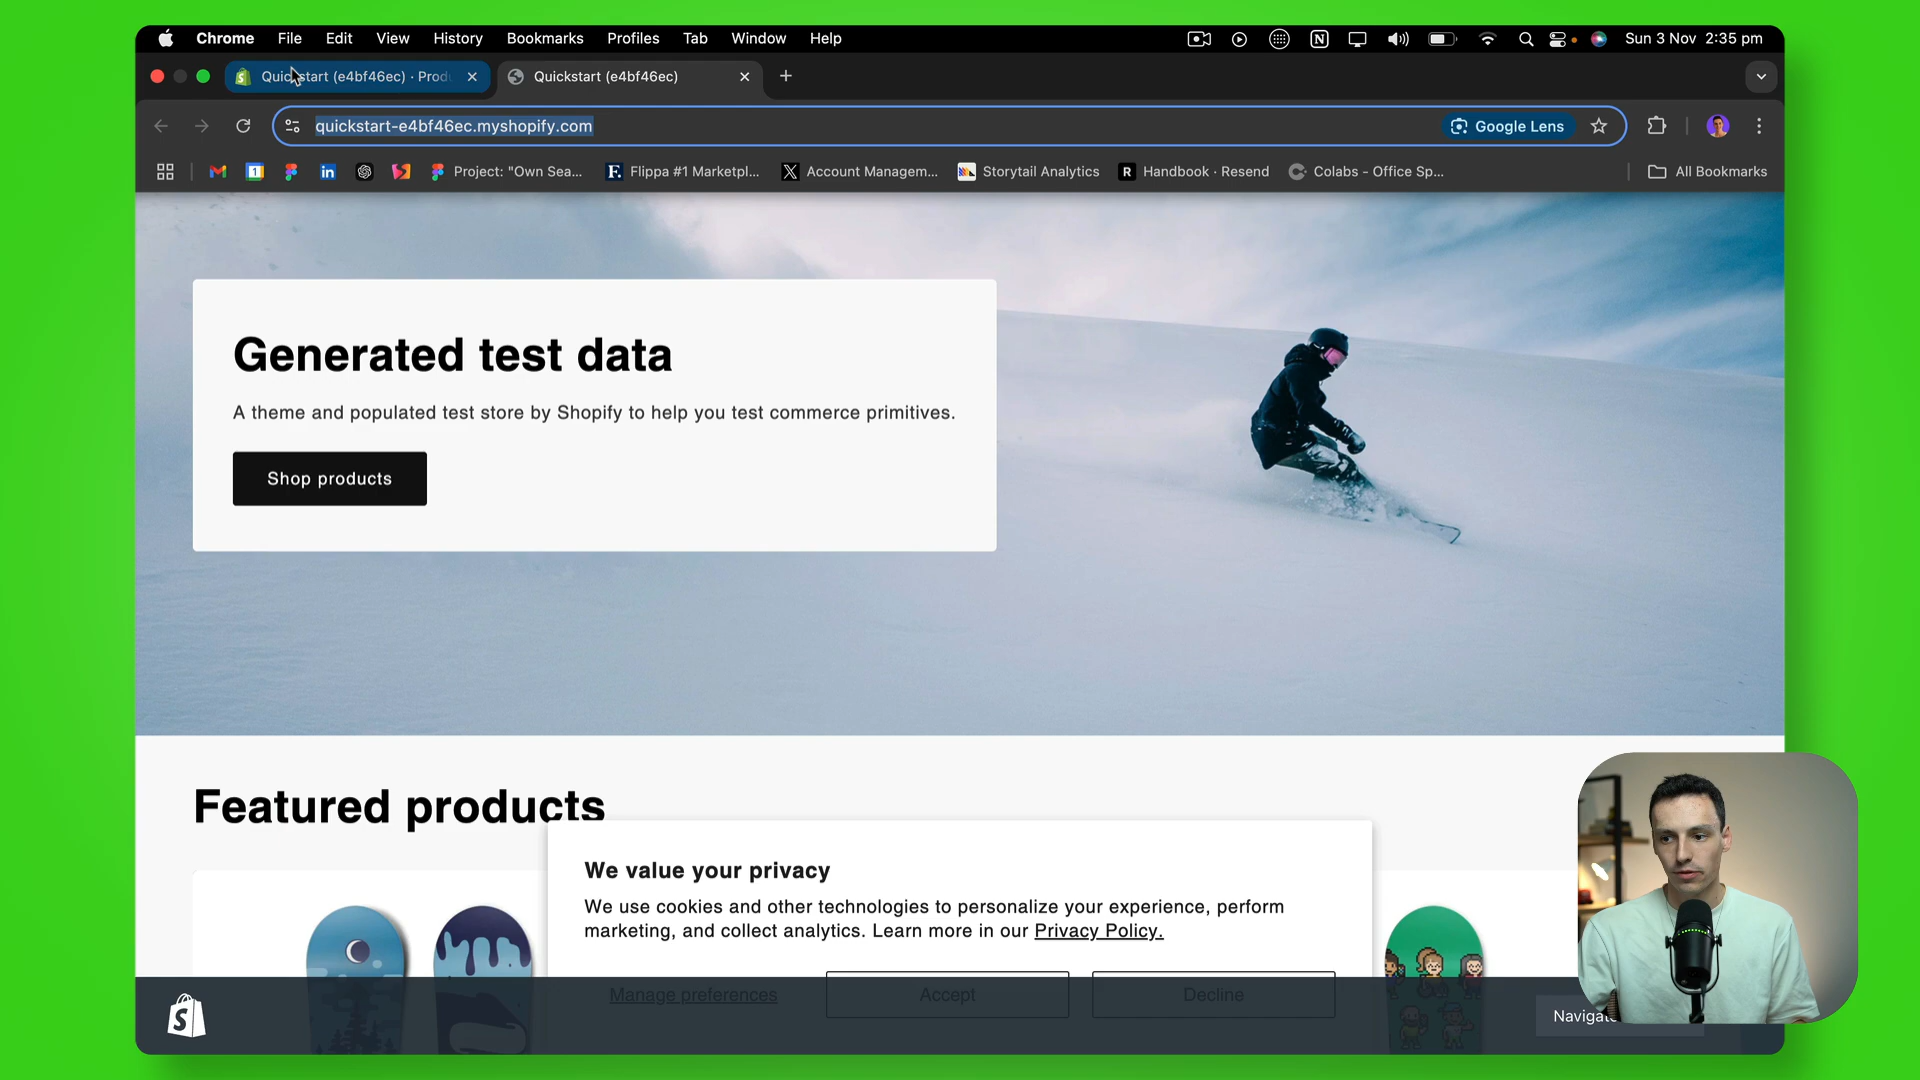 Chrome File Edit View History Bookmarks Profiles Tab Window Help Sun 3 Nov 2:35 pm
Quickstart (e4bf46ec) · Prod Quickstart (e4bf46ec)
quickstart-e4bf46ec.myshopify.com Google Lens
Project: "Own Sea... Flippa #1 Marketpl... Account Managem... Storytail Analytics Handbook · Resend Colabs - Office Sp... All Bookmarks
Generated test data
A theme and populated test store by Shopify to help you test commerce primitives.
Shop products
Featured products
We value your privacy
We use cookies and other technologies to personalize your experience, perform
marketing, and collect analytics. Learn more in our Privacy Policy.
Manage preferences Accept Decline